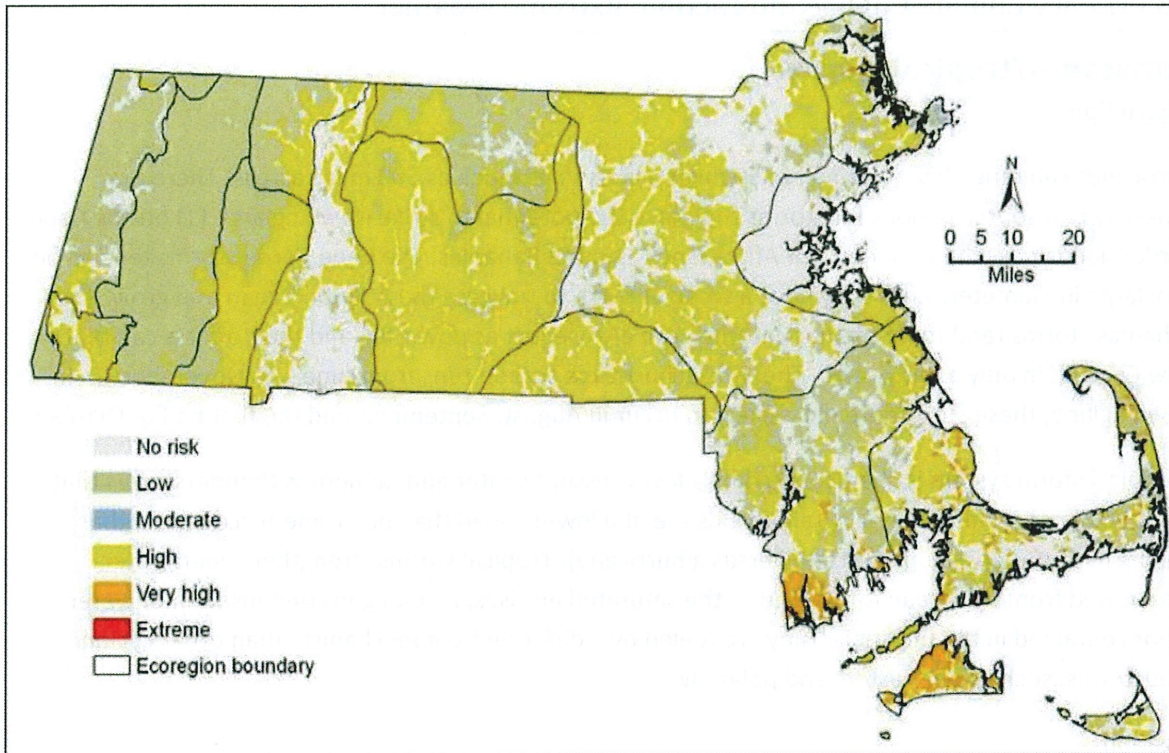 N
0 5 10 20
Miles
No risk
Low
Moderate
High
Very high
Extreme
Ecoregion boundary